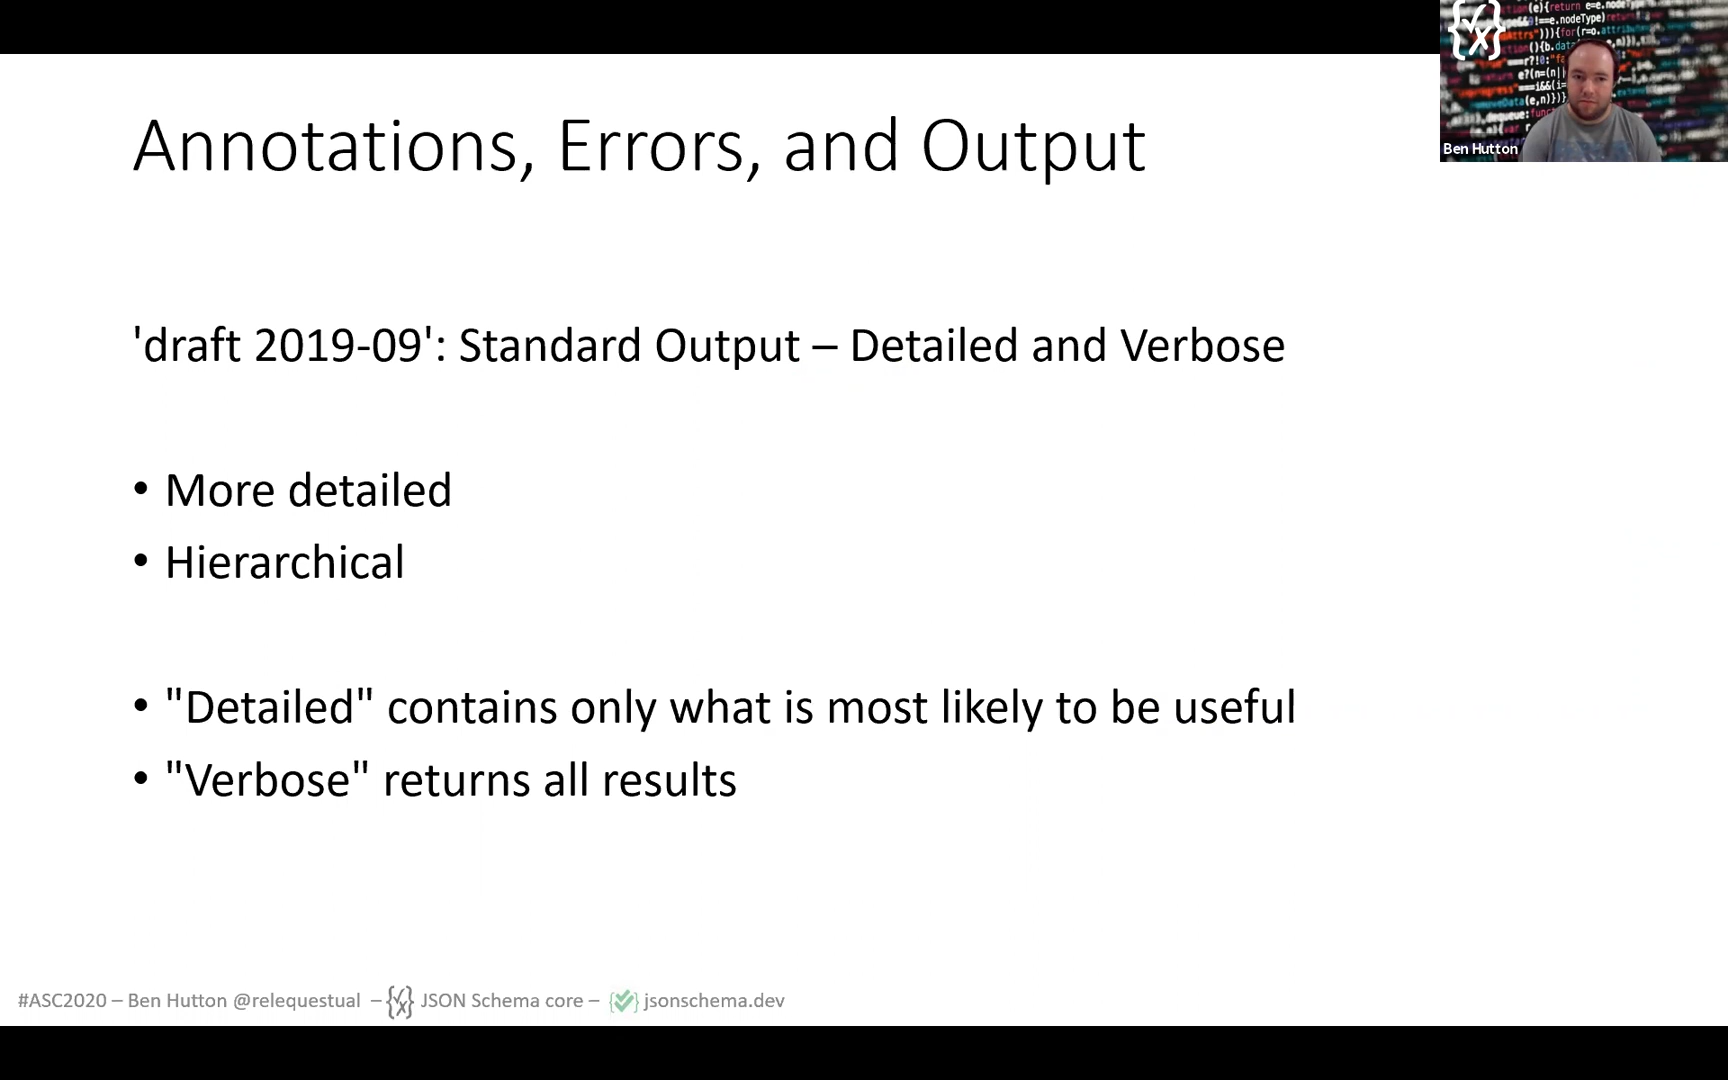 Annotations, Errors, and Output
Ben Hutton
'draft 2019-09': Standard Output – Detailed and Verbose
• More detailed
• Hierarchical
• "Detailed" contains only what is most likely to be useful
• "Verbose" returns all results
#ASC2020 – Ben Hutton @relequestual – JSON Schema core – jsonschema.dev